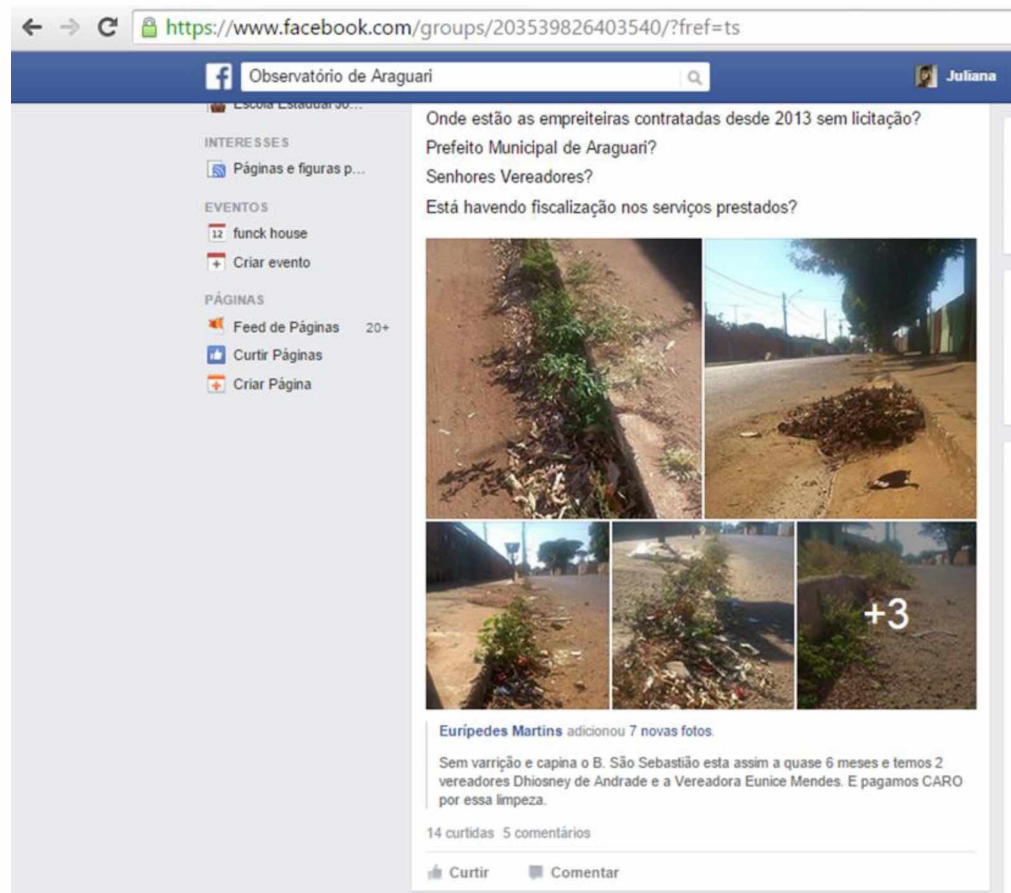 https://www.facebook.com/groups/203539826403540/?fref=ts
Observatório de Araguari
Juliana
Escola Estadual Jo...
INTERESSES
Páginas e figuras p...
EVENTOS
12 funck house
Criar evento
PÁGINAS
Feed de Páginas 20+
Curtir Páginas
Criar Página
Onde estão as empreiteiras contratadas desde 2013 sem licitação?
Prefeito Municipal de Araguari?
Senhores Vereadores?
Está havendo fiscalização nos serviços prestados?
+3
Eurípedes Martins adicionou 7 novas fotos.
Sem varrição e capina o B. São Sebastião esta assim a quase 6 meses e temos 2
vereadores Dhiosney de Andrade e a Vereadora Eunice Mendes. E pagamos CARO
por essa limpeza.
14 curtidas 5 comentários
Curtir Comentar